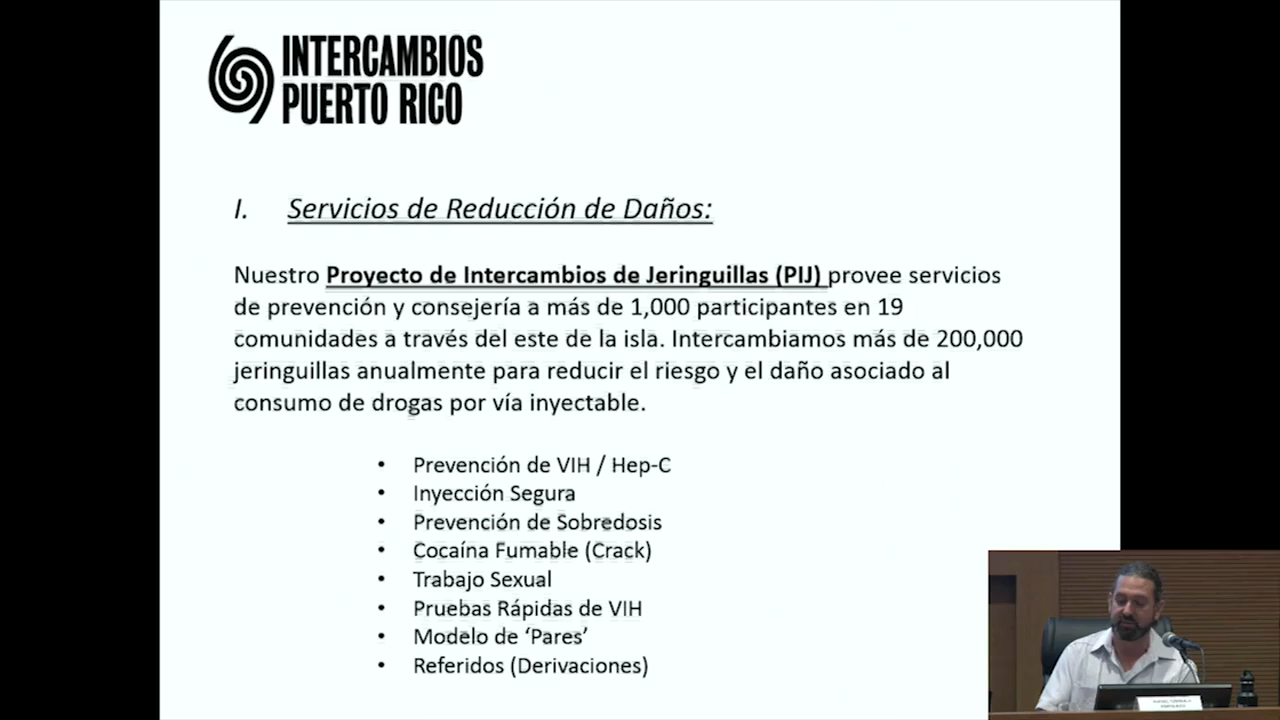 INTERCAMBIOS
PUERTO RICO
I. Servicios de Reducción de Daños:
Nuestro Proyecto de Intercambios de Jeringuillas (PIJ) provee servicios
de prevención y consejería a más de 1,000 participantes en 19
comunidades a través del este de la isla. Intercambiamos más de 200,000
jeringuillas anualmente para reducir el riesgo y el daño asociado al
consumo de drogas por vía inyectable.
• Prevención de VIH / Hep-C
• Inyección Segura
• Prevención de Sobredosis
• Cocaína Fumable (Crack)
• Trabajo Sexual
• Pruebas Rápidas de VIH
• Modelo de ‘Pares’
• Referidos (Derivaciones)